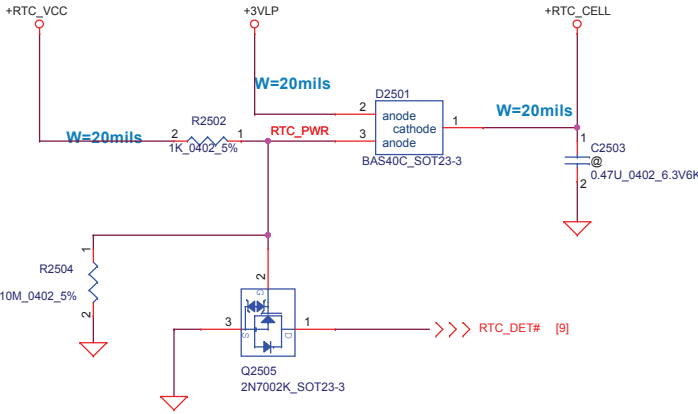 +RTC_VCC
+3VLP
+RTC_CELL
W=20mils
D2501
2
anode
cathode
1
W=20mils
R2502
W=20mils
2
1
RTC_PWR
3
anode
1K_0402_5%
BAS40C_SOT23-3
1
C2503
@
0.47U_0402_6.3V6K
2
1
R2504
10M_0402_5%
2
2
G
3
S
D
1
RTC_DET#
[9]
Q2505
2N7002K_SOT23-3